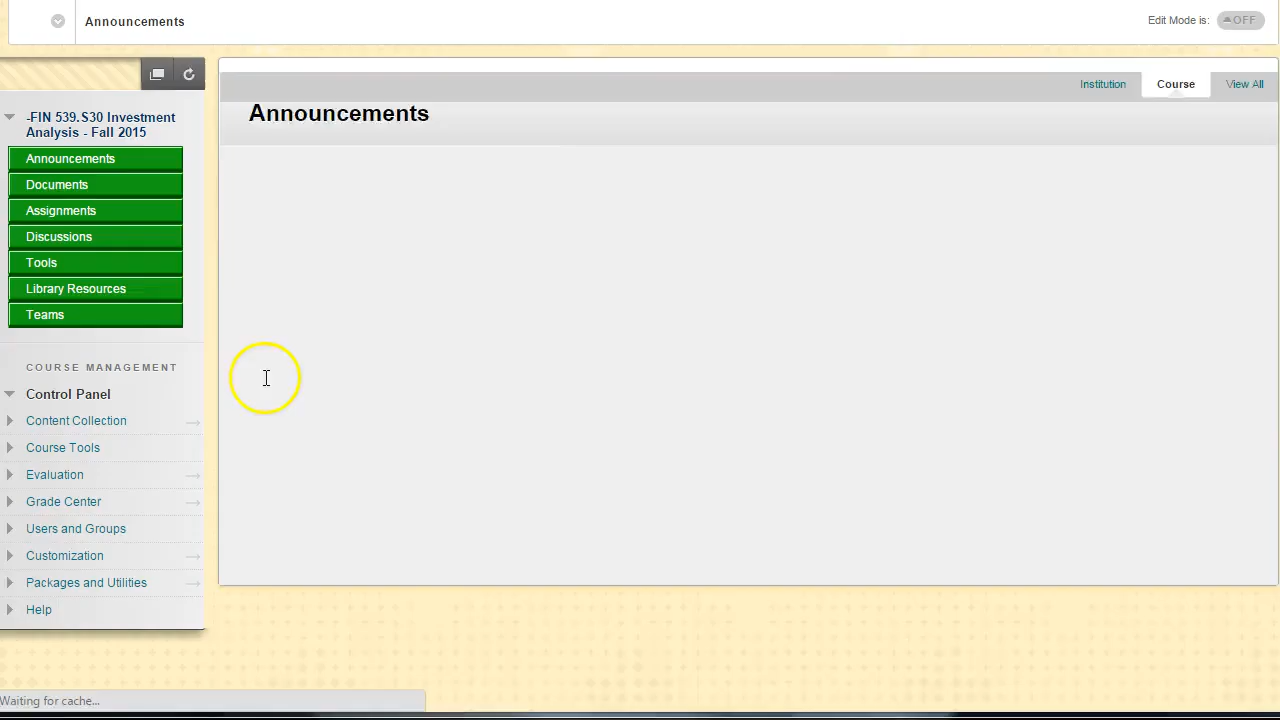 Announcements
Edit Mode is:
OFF
Institution
Course
View All
Announcements
-FIN 539.S30 Investment
Analysis - Fall 2015
Announcements
Documents
Assignments
Discussions
Tools
Library Resources
Teams
COURSE MANAGEMENT
Control Panel
Content Collection
Course Tools
Evaluation
Grade Center
Users and Groups
Customization
Packages and Utilities
Help
Waiting for cache...